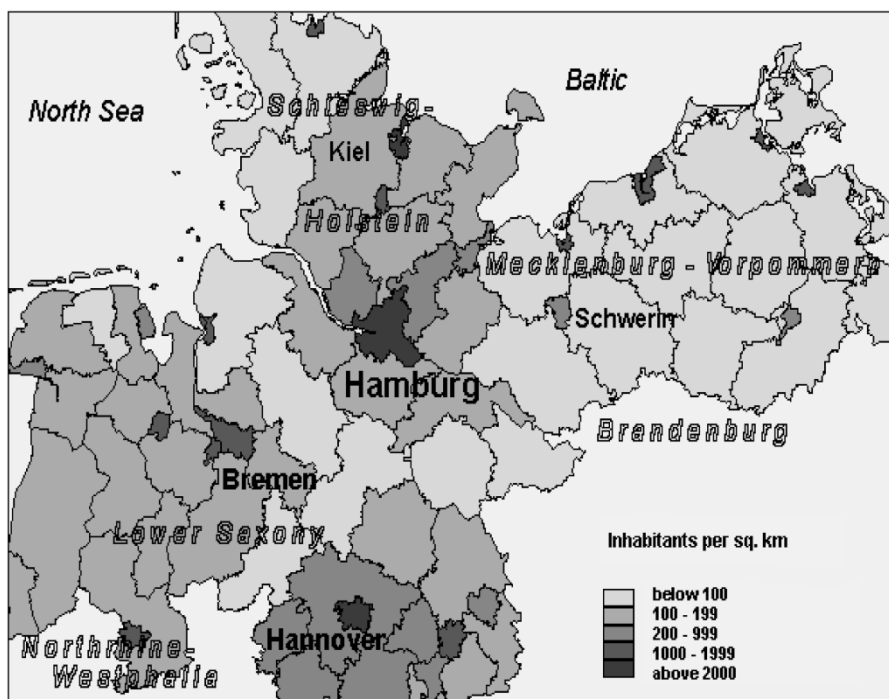 North Sea
Baltic
Schleswig-
Kiel
Holstein
Mecklenburg - Vorpommern
Schwerin
Hamburg
Brandenburg
Bremen
Lower Saxony
Hannover
Northrhine-
Westphalia
Inhabitants per sq. km
below 100
100 - 199
200 - 999
1000 - 1999
above 2000